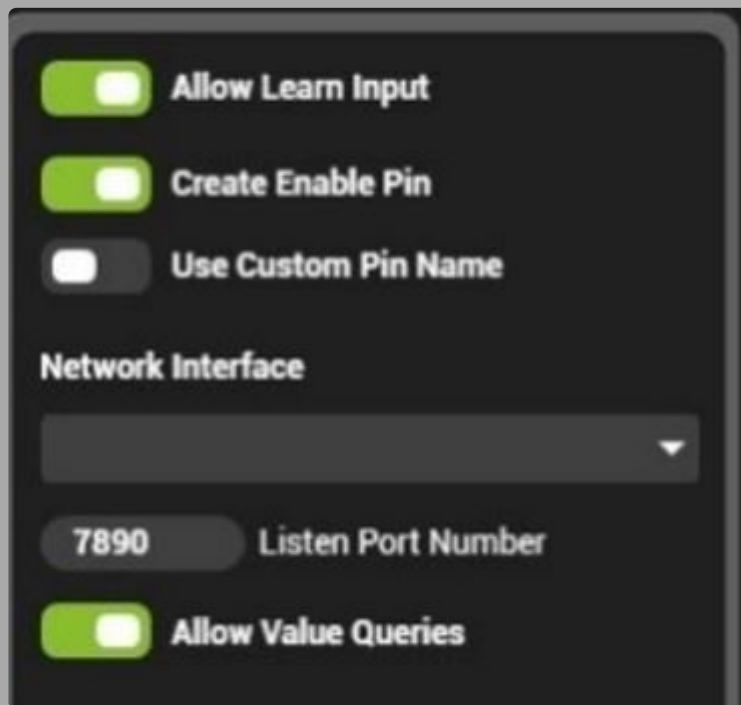 Allow Learn Input
Create Enable Pin
Use Custom Pin Name
Network Interface
7890 Listen Port Number
Allow Value Queries